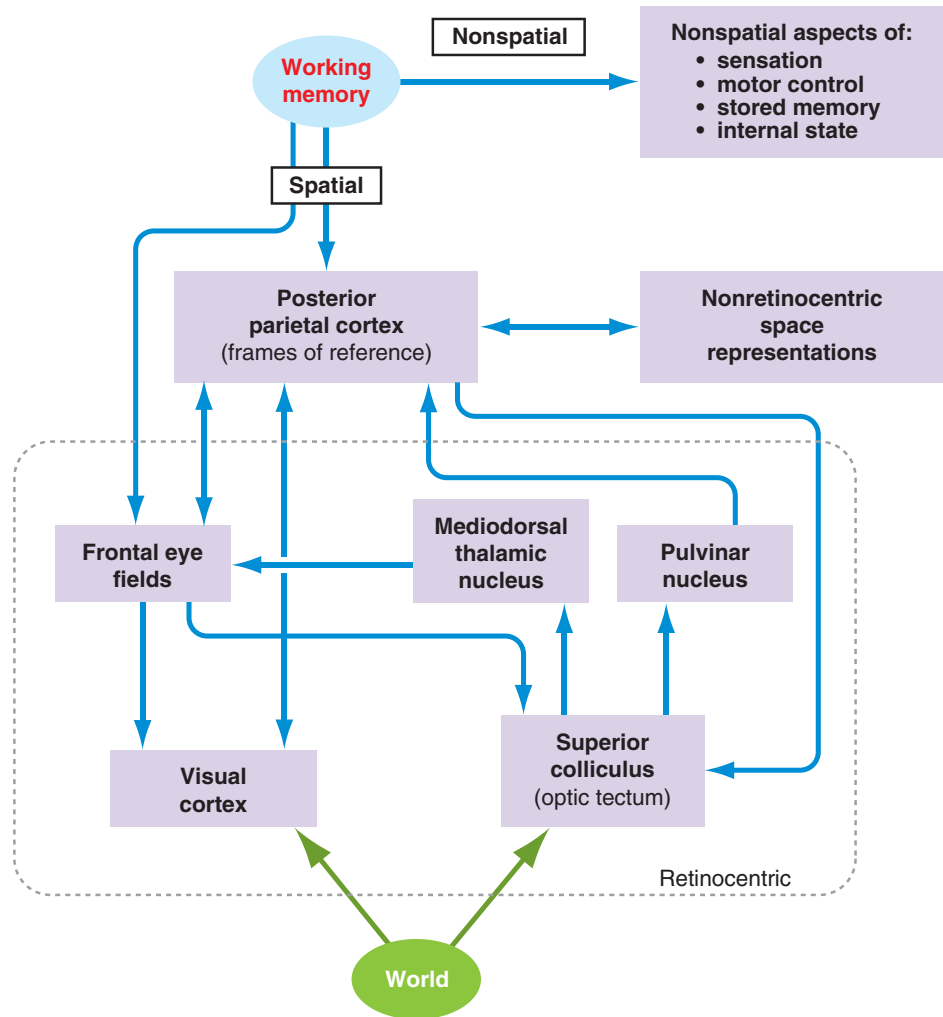 Nonspatial
Nonspatial aspects of:
• sensation
• motor control
• stored memory
• internal state
Working
memory
Spatial
Posterior
parietal cortex
(frames of reference)
Nonretinocentric
space
representations
Frontal eye
fields
Mediodorsal
thalamic
nucleus
Pulvinar
nucleus
Visual
cortex
Superior
colliculus
(optic tectum)
Retinocentric
World